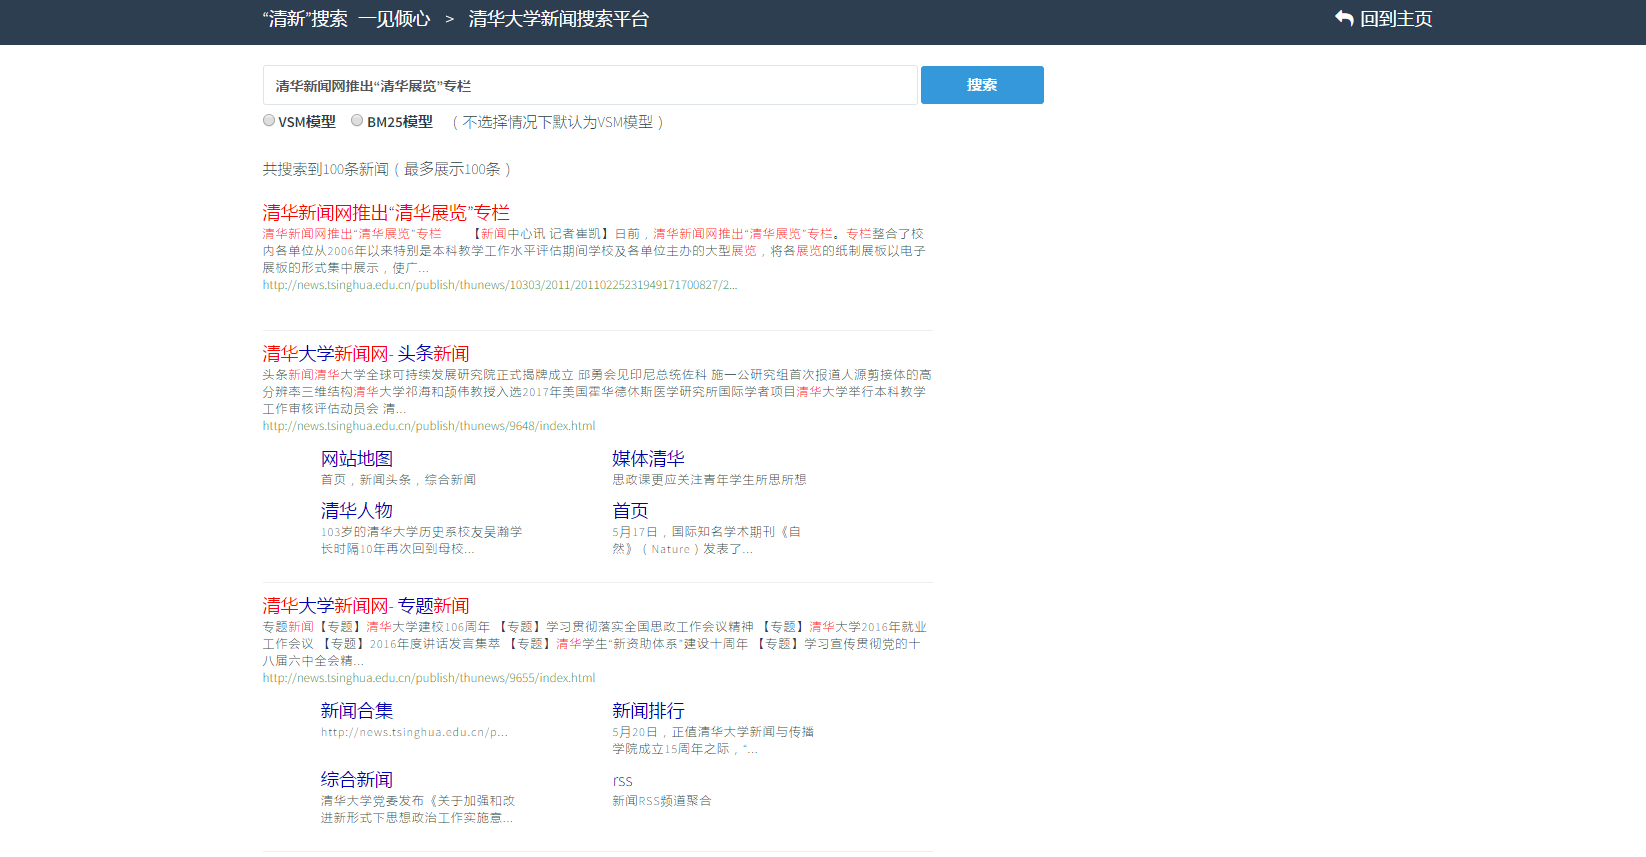 “清新”搜索 一见倾心 > 清华大学新闻搜索平台
回到主页
清华新闻网推出“清华展览”专栏
搜索
VSM模型 BM25模型 （不选择情况下默认为VSM模型）
共搜索到100条新闻（最多展示100条）
清华新闻网推出“清华展览”专栏
清华新闻网推出“清华展览”专栏 【新闻中心讯 记者崔凯】日前，清华新闻网推出“清华展览”专栏。专栏整合了校
内各单位从2006年以来特别是本科教学工作水平评估期间学校及各单位主办的大型展览，将各展览的纸制展板以电子
展板的形式集中展示，使广...
http://news.tsinghua.edu.cn/publish/thunews/10303/2011/20110225231949171700827/2...
清华大学新闻网- 头条新闻
头条新闻清华大学全球可持续发展研究院正式揭牌成立 邱勇会见印尼总统佐科 施一公研究组首次报道人源剪接体的高
分辨率三维结构清华大学祁海和颉伟教授入选2017年美国霍华德休斯医学研究所国际学者项目清华大学举行本科教学
工作审核评估动员会 清...
http://news.tsinghua.edu.cn/publish/thunews/9648/index.html
网站地图
首页，新闻头条，综合新闻
媒体清华
思政课更应关注青年学生所思所想
清华人物
103岁的清华大学历史系校友吴瀚学
长时隔10年再次回到母校...
首页
5月17日，国际知名学术期刊《自
然》（Nature）发表了...
清华大学新闻网- 专题新闻
专题新闻【专题】清华大学建校106周年 【专题】学习贯彻落实全国思政工作会议精神 【专题】清华大学2016年就业
工作会议 【专题】2016年度讲话发言集萃 【专题】清华学生“新资助体系”建设十周年 【专题】学习宣传贯彻党的十
八届六中全会精...
http://news.tsinghua.edu.cn/publish/thunews/9655/index.html
新闻合集
http://news.tsinghua.edu.cn/p...
新闻排行
5月20日，正值清华大学新闻与传播
学院成立15周年之际，“...
综合新闻
清华大学党委发布《关于加强和改
进新形式下思想政治工作实施意...
rss
新闻RSS频道聚合